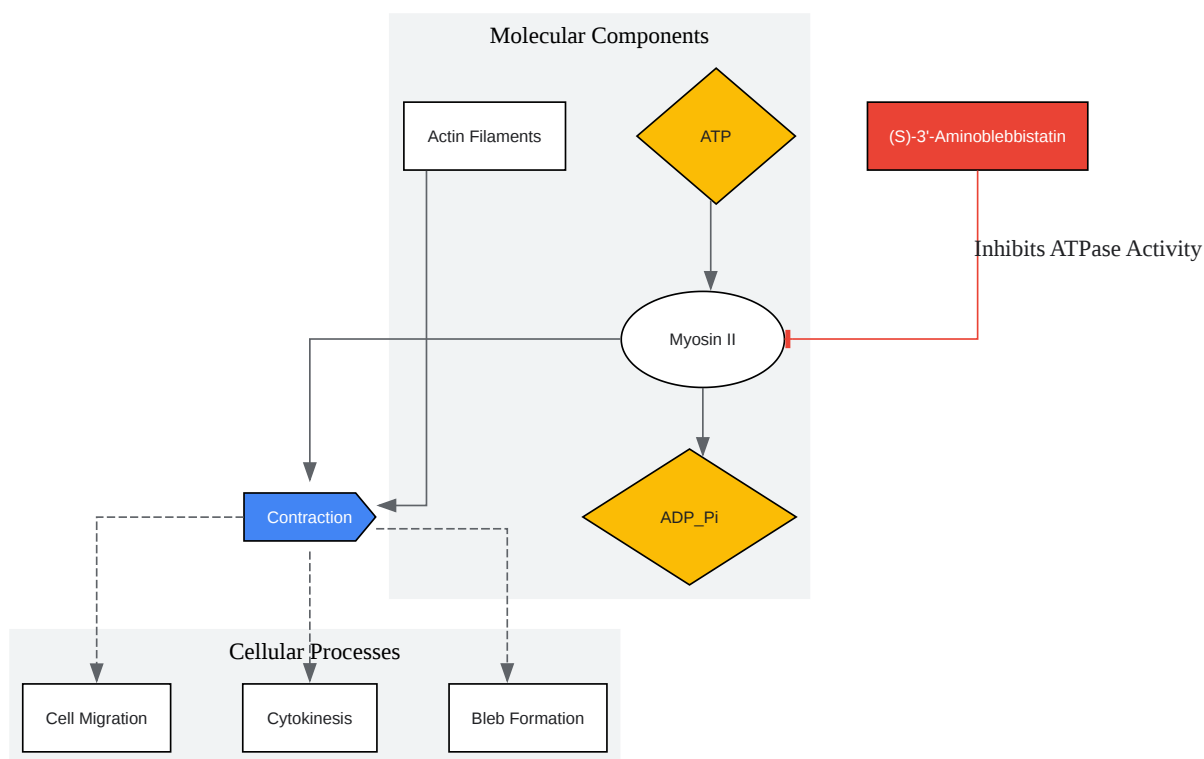 Molecular Components
Actin Filaments
ATP
(S)-3'-Aminoblebbistatin
Inhibits ATPase Activity
Myosin II
Contraction
ADP_Pi
Cellular Processes
Cell Migration
Cytokinesis
Bleb Formation